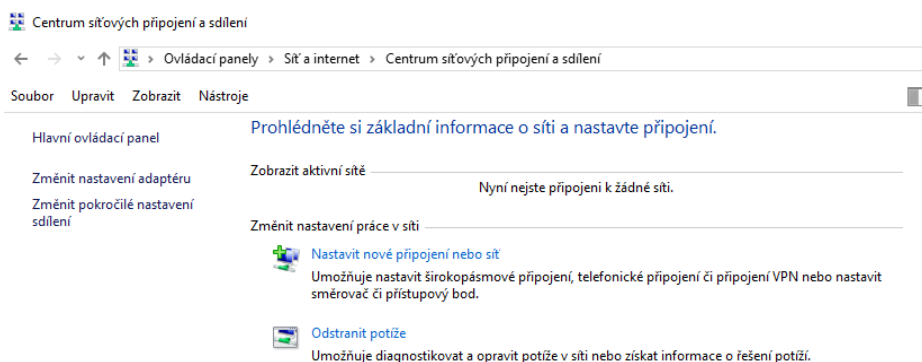 Centrum síťových připojení a sdílení
Ovládací panely > Síť a internet > Centrum síťových připojení a sdílení
Soubor Upravit Zobrazit Nástroje
Hlavní ovládací panel
Změnit nastavení adaptéru
Změnit pokročilé nastavení
sdílení
Prohlédněte si základní informace o síti a nastavte připojení.
Zobrazit aktivní sítě
Nyní nejste připojeni k žádné síti.
Změnit nastavení práce v síti
Nastavit nové připojení nebo síť
Umožňuje nastavit širokopásmové připojení, telefonické připojení či připojení VPN nebo nastavit
směrovač či přístupový bod.
Odstranit potíže
Umožňuje diagnostikovat a opravit potíže v síti nebo získat informace o řešení potíží.